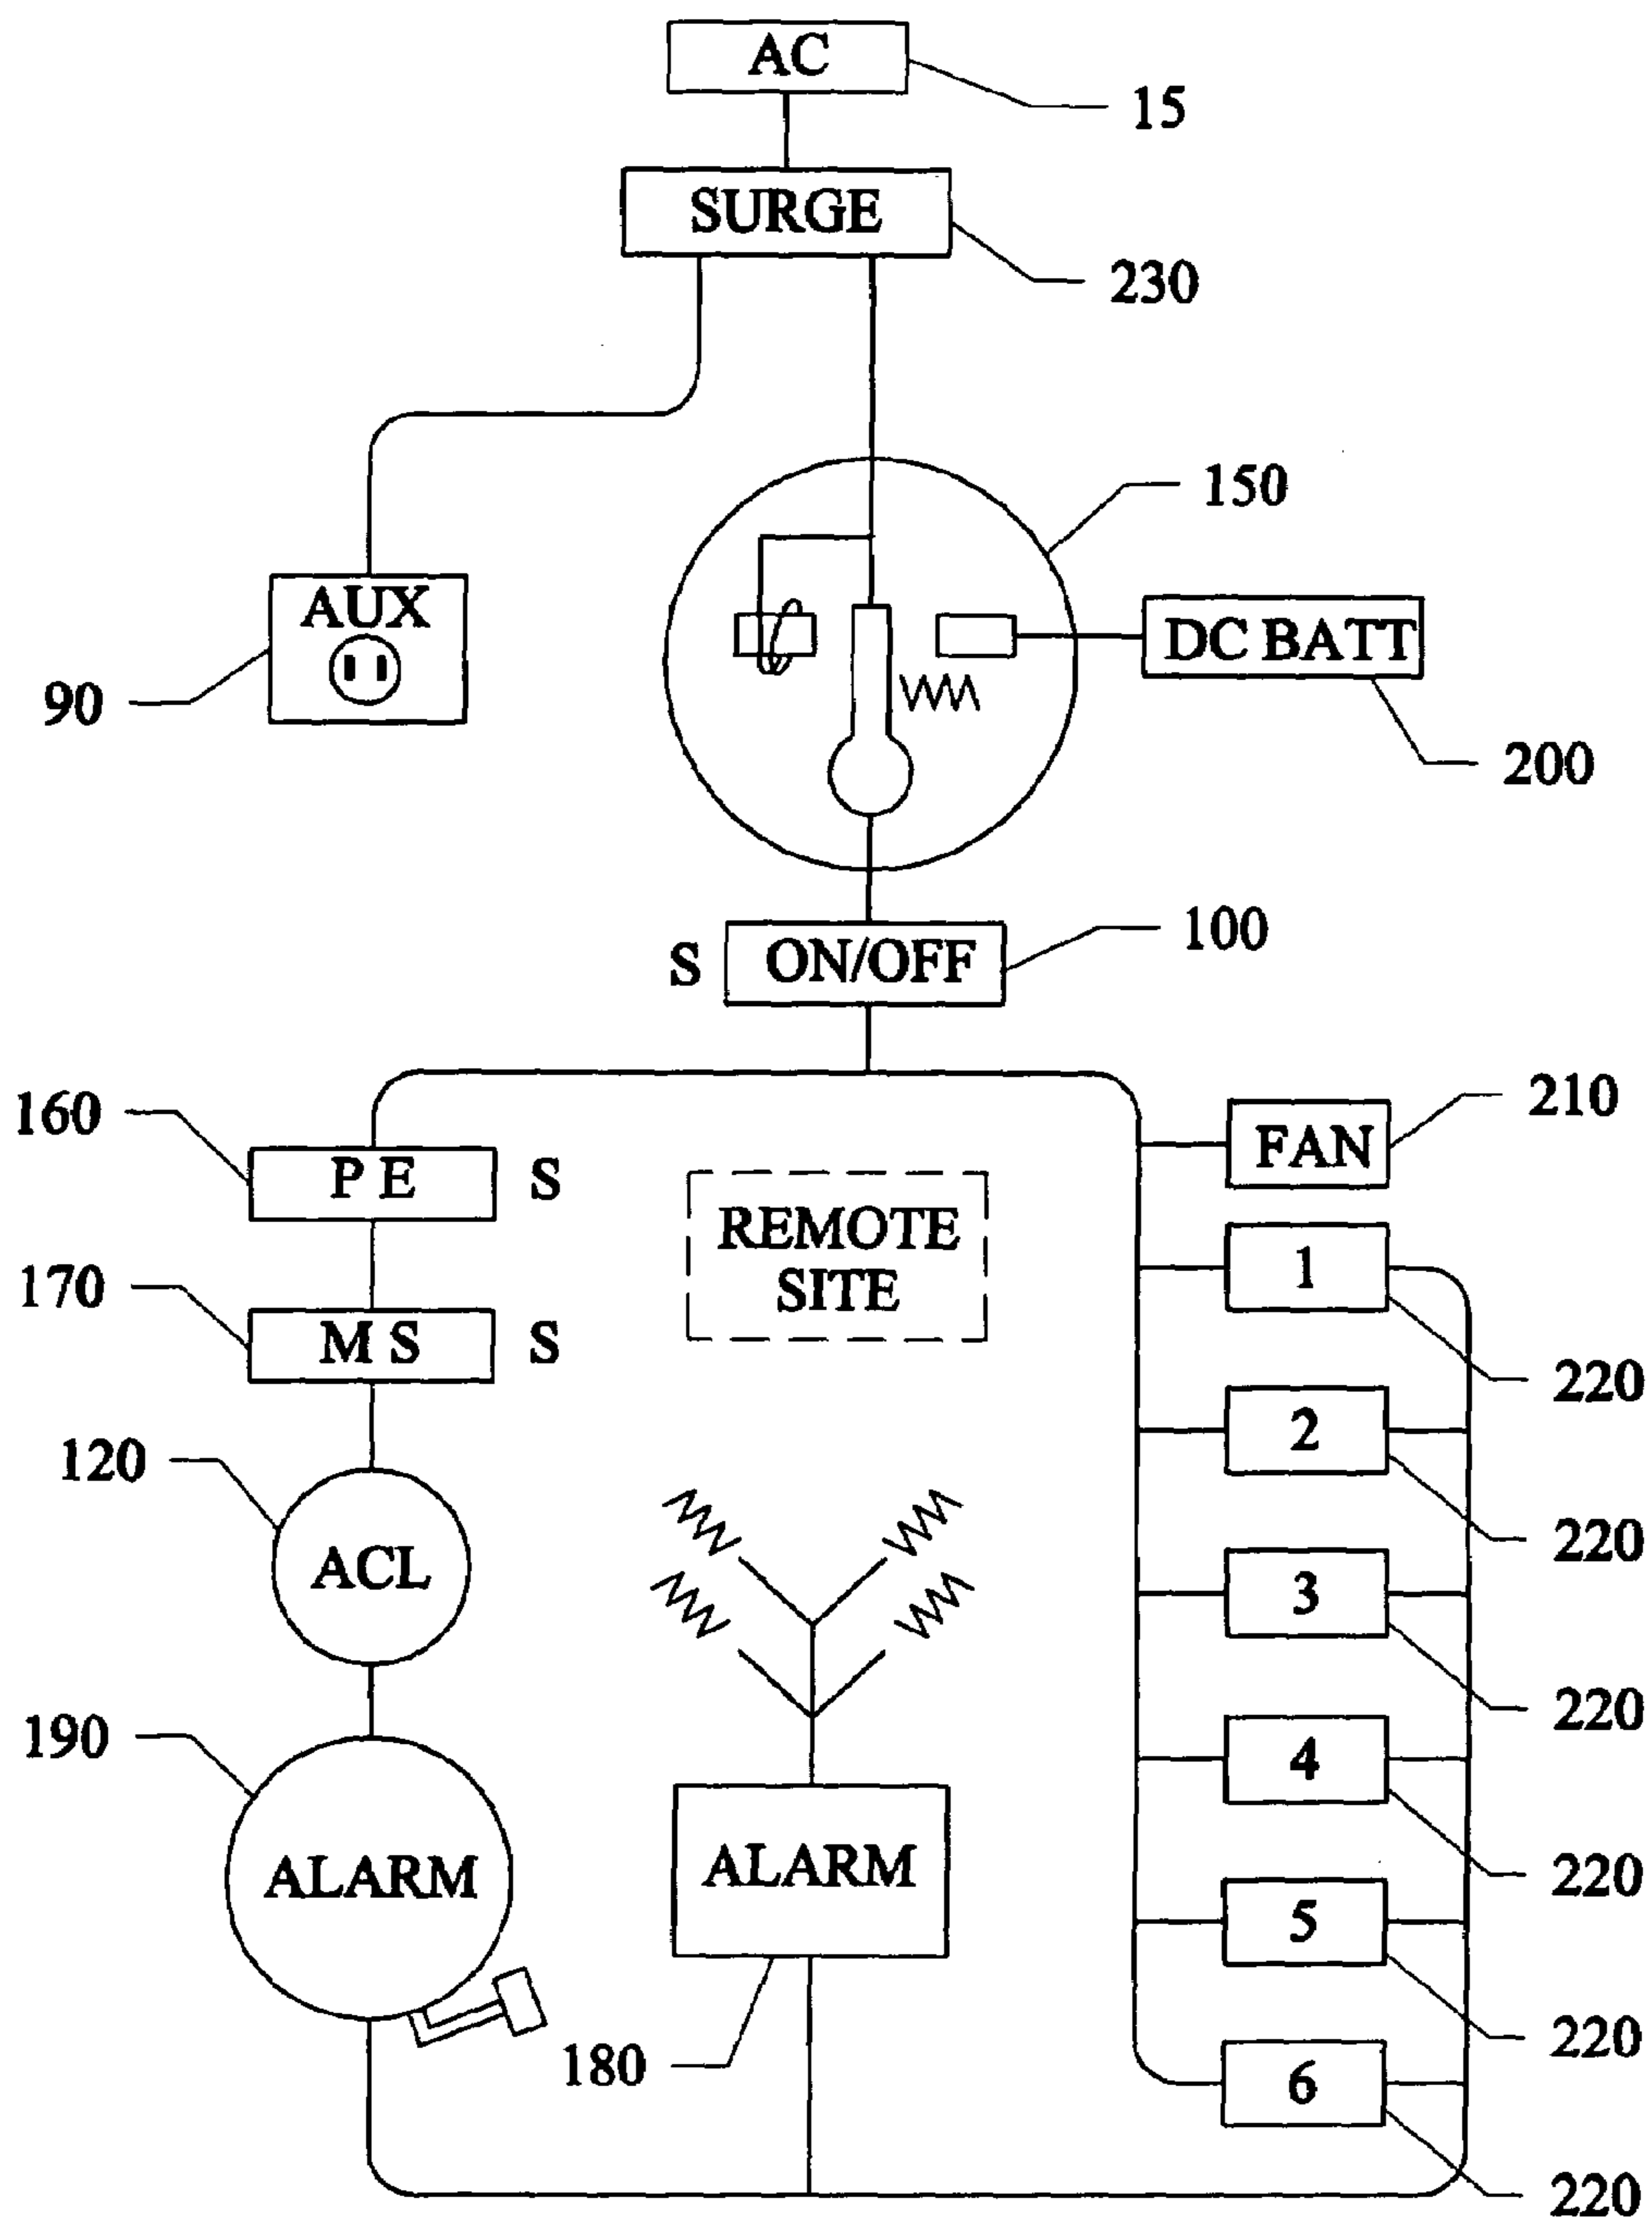 AC
15
SURGE
230
150
AUX
DC BATT
90
200
100
S ON/OFF
210
160
FAN
P E S
REMOTE
SITE
1
170
M S S
220
2
120
220
ACL
3
190
220
4
ALARM
ALARM
220
5
180
220
6
220